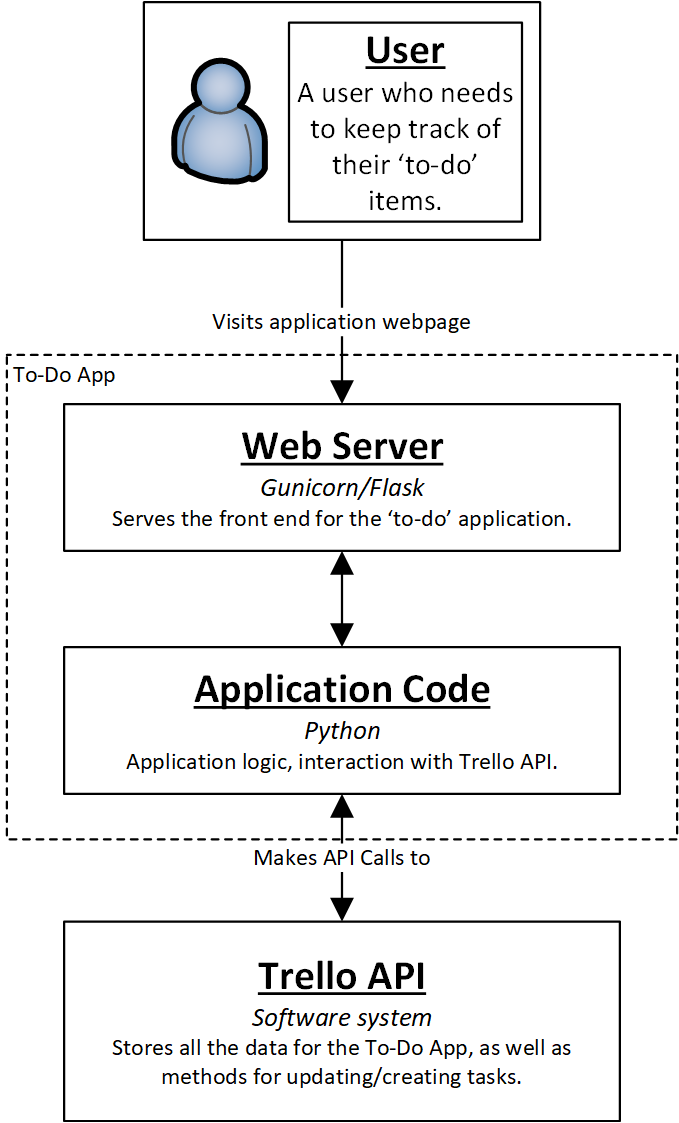 User
A user who needs
to keep track of
their ‘to-do’
items.
Visits application webpage
To-Do App
Web Server
Gunicorn/Flask
Serves the front end for the ‘to-do’ application.
Application Code
Python
Application logic, interaction with Trello API.
Makes API Calls to
Trello API
Software system
Stores all the data for the To-Do App, as well as
methods for updating/creating tasks.